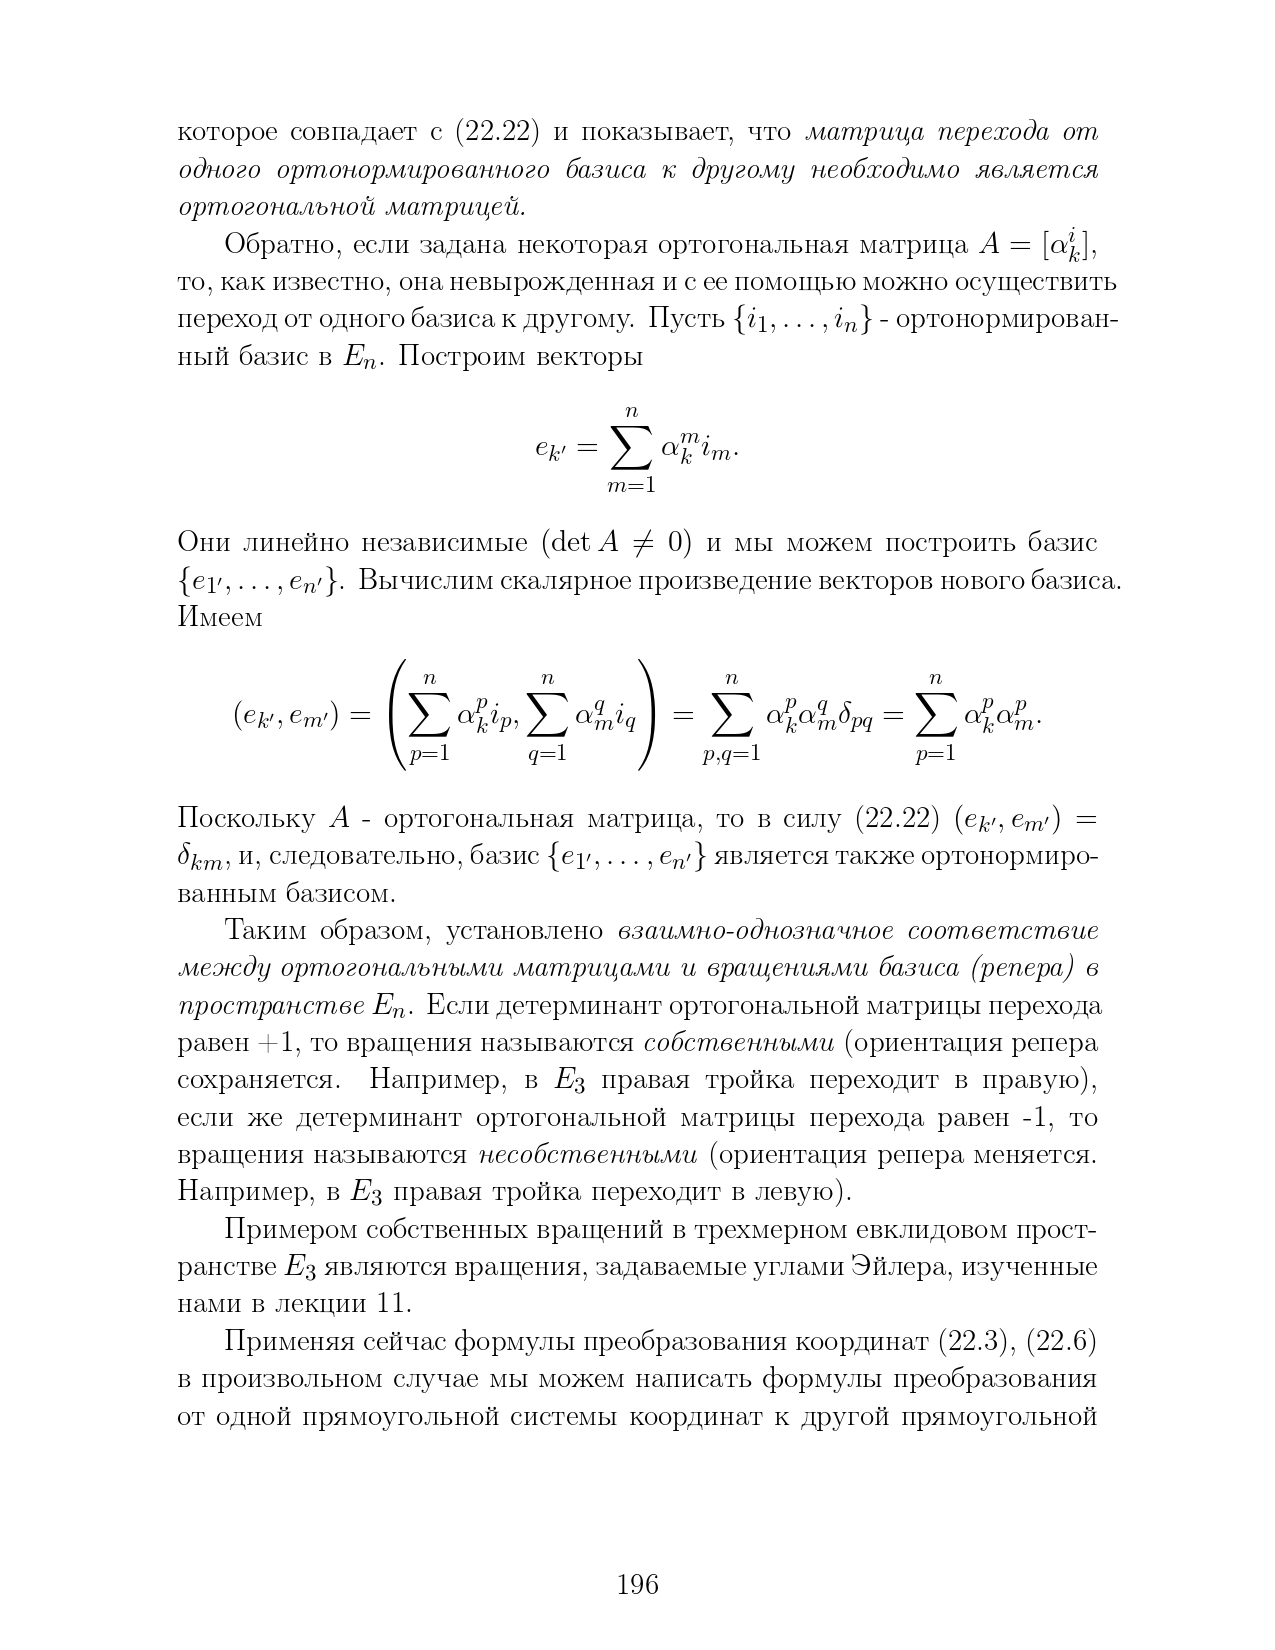 которое совпадает с (22.22) и показывает, что матрица перехода от
одного ортонормированного базиса к другому необходимо является
ортогональной матрицей.
Обратно, если задана некоторая ортогональная матрица $A = [\alpha_k^i]$,
то, как известно, она невырожденная и с ее помощью можно осуществить
переход от одного базиса к другому. Пусть $\{i_1, \ldots, i_n\}$ - ортонормирован-
ный базис в $E_n$. Построим векторы
$e_{k'} = \sum_{m=1}^{n} \alpha_k^m i_m.$
Они линейно независимые ($\det A \neq 0$) и мы можем построить базис
$\{e_{1'}, \ldots, e_{n'}\}$. Вычислим скалярное произведение векторов нового базиса.
Имеем
$(e_{k'}, e_{m'}) = \left( \sum_{p=1}^{n} \alpha_k^p i_p, \sum_{q=1}^{n} \alpha_m^q i_q \right) = \sum_{p,q=1}^{n} \alpha_k^p \alpha_m^q \delta_{pq} = \sum_{p=1}^{n} \alpha_k^p \alpha_m^p.$
Поскольку $A$ - ортогональная матрица, то в силу (22.22) $(e_{k'}, e_{m'}) =$
$\delta_{km}$, и, следовательно, базис $\{e_{1'}, \ldots, e_{n'}\}$ является также ортонормиро-
ванным базисом.
Таким образом, установлено взаимно-однозначное соответствие
между ортогональными матрицами и вращениями базиса (репера) в
пространстве $E_n$. Если детерминант ортогональной матрицы перехода
равен +1, то вращения называются собственными (ориентация репера
сохраняется. Например, в $E_3$ правая тройка переходит в правую),
если же детерминант ортогональной матрицы перехода равен -1, то
вращения называются несобственными (ориентация репера меняется.
Например, в $E_3$ правая тройка переходит в левую).
Примером собственных вращений в трехмерном евклидовом прост-
ранстве $E_3$ являются вращения, задаваемые углами Эйлера, изученные
нами в лекции 11.
Применяя сейчас формулы преобразования координат (22.3), (22.6)
в произвольном случае мы можем написать формулы преобразования
от одной прямоугольной системы координат к другой прямоугольной
196